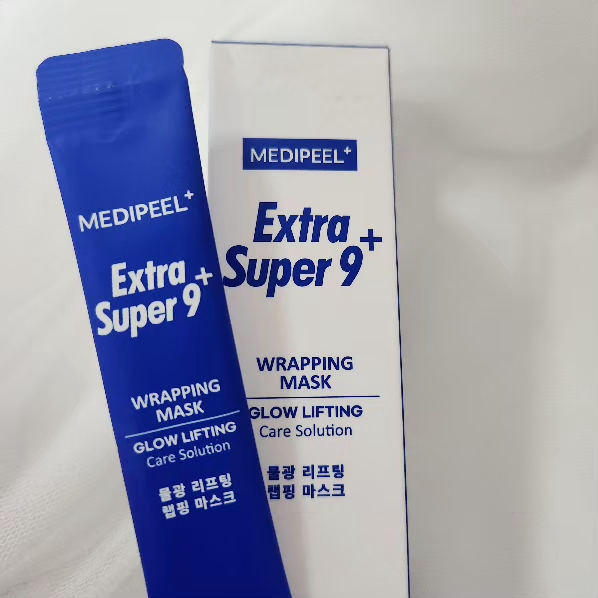 MEDIPEEL+
Extra
Super 9+
WRAPPING
MASK
GLOW LIFTING
Care Solution
물광 리프팅
랩핑 마스크
MEDIPEEL+
Extra
Super 9+
WRAPPING
MASK
GLOW LIFTING
Care Solution
물광 리프팅
랩핑 마스크